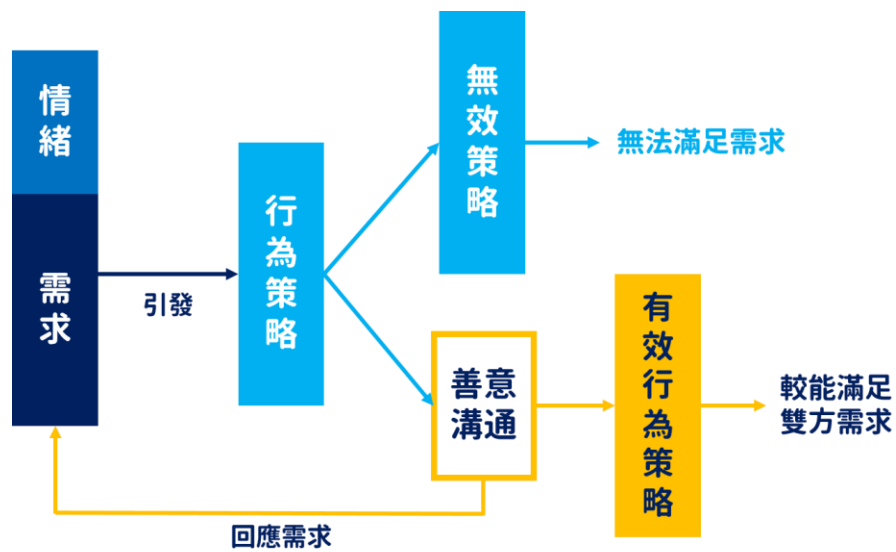 情緒
需求
引發
行為策略
無效策略
無法滿足需求
善意
溝通
有效行為策略
較能滿足
雙方需求
回應需求